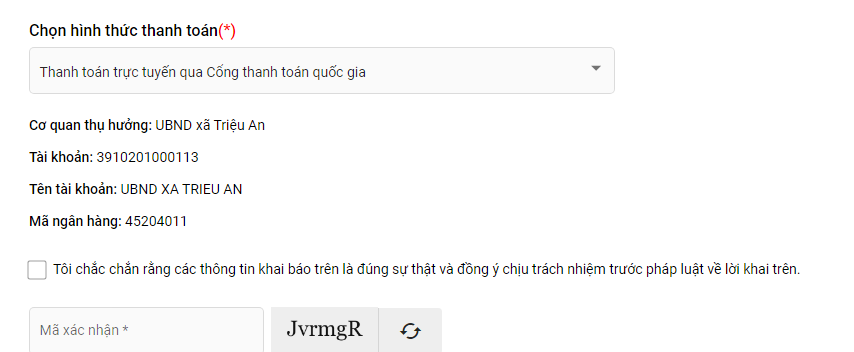 Chọn hình thức thanh toán(*)
Thanh toán trực tuyến qua Cổng thanh toán quốc gia
Cơ quan thụ hưởng: UBND xã Triệu An
Tài khoản: 3910201000113
Tên tài khoản: UBND XA TRIEU AN
Mã ngân hàng: 45204011
Tôi chắc chắn rằng các thông tin khai báo trên là đúng sự thật và đồng ý chịu trách nhiệm trước pháp luật về lời khai trên.
Mã xác nhận * JvrmgR